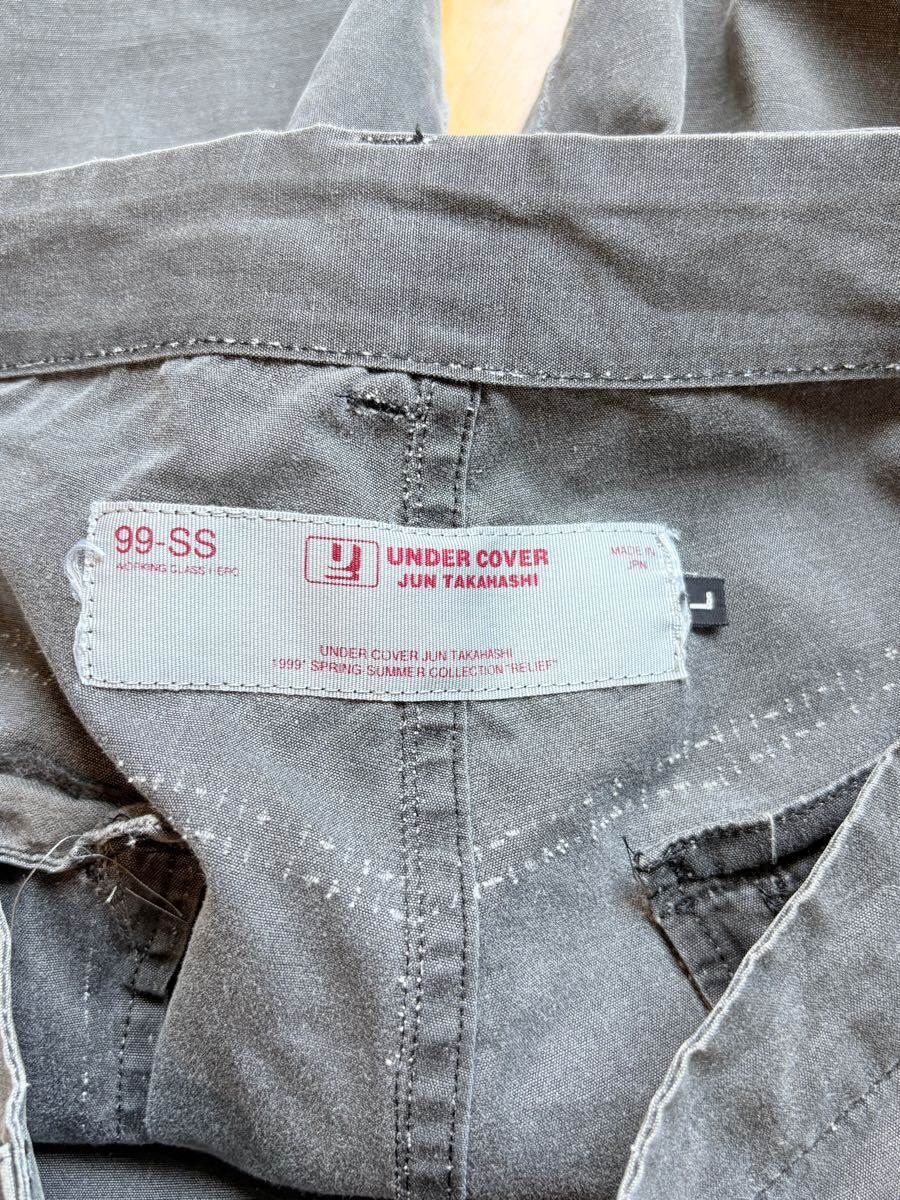 99-SS
WORKING CLASS HERO
UNDER COVER
JUN TAKAHASHI
MADE IN
JPN
L
UNDER COVER JUN TAKAHASHI
"1999" SPRING-SUMMER COLLECTION "RELIEF"